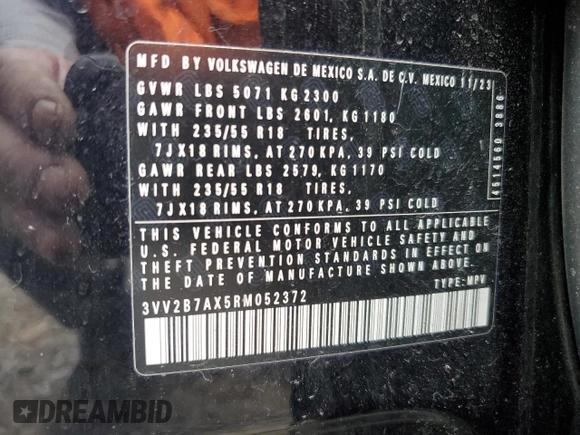 MFD BY VOLKSWAGEN DE MEXICO S.A. DE C.V. MEXICO 11/23
GVWR LBS 5071 KG 2300
GAWR FRONT LBS 2601, KG 1180
WITH 235/55 R18 TIRES,
7JX18 RIMS, AT 270 KPA, 39 PSI COLD
GAWR REAR LBS 2579, KG 1170
WITH 235/55 R18 TIRES,
7JX18 RIMS, AT 270 KPA, 39 PSI COLD
4514560 3886
THIS VEHICLE CONFORMS TO ALL APPLICABLE
U.S. FEDERAL MOTOR VEHICLE SAFETY AND
THEFT PREVENTION STANDARDS IN EFFECT ON
THE DATE OF MANUFACTURE SHOWN ABOVE
3VV2B7AX5RM052372
TYPE:MPV
DREAMBID